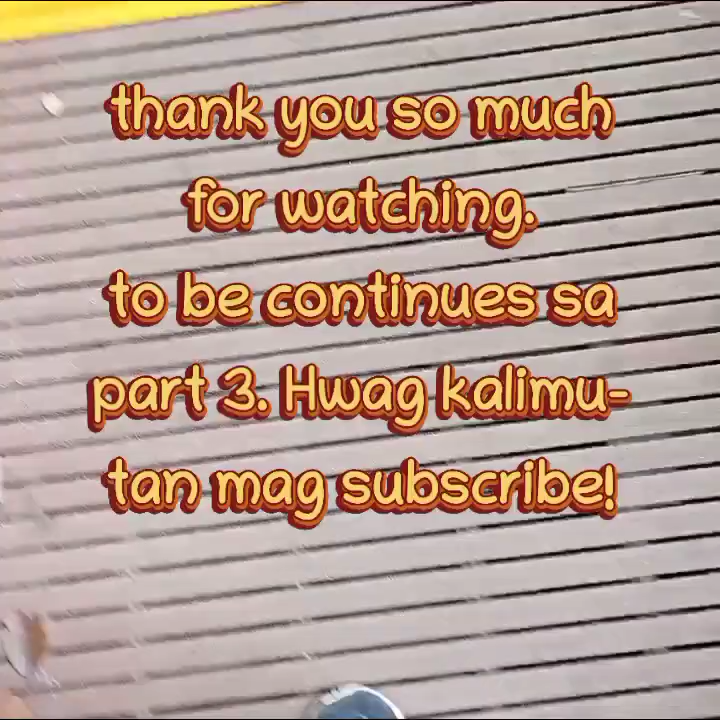 thank you so much
for watching.
to be continues sa
part 3. Hwag kalimu-
tan mag subscribe!